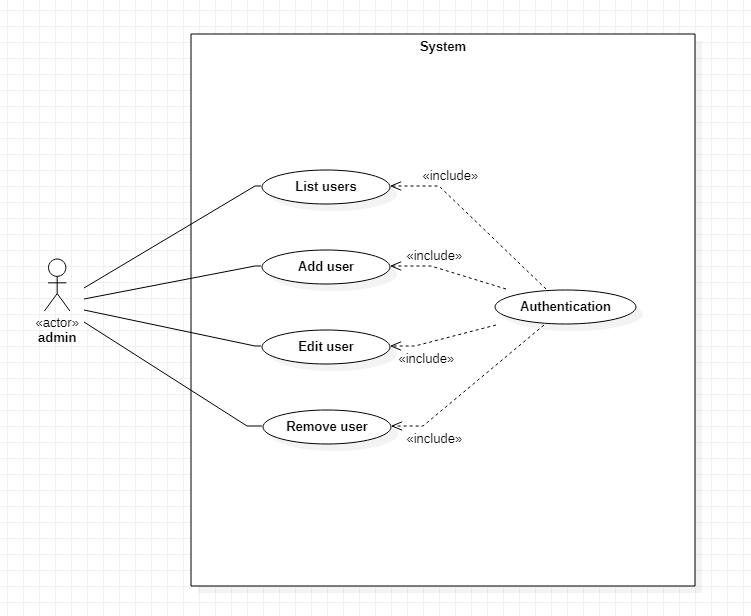 System
List users
«include»
Add user
«include»
Authentication
«actor»
admin
Edit user
«include»
Remove user
«include»